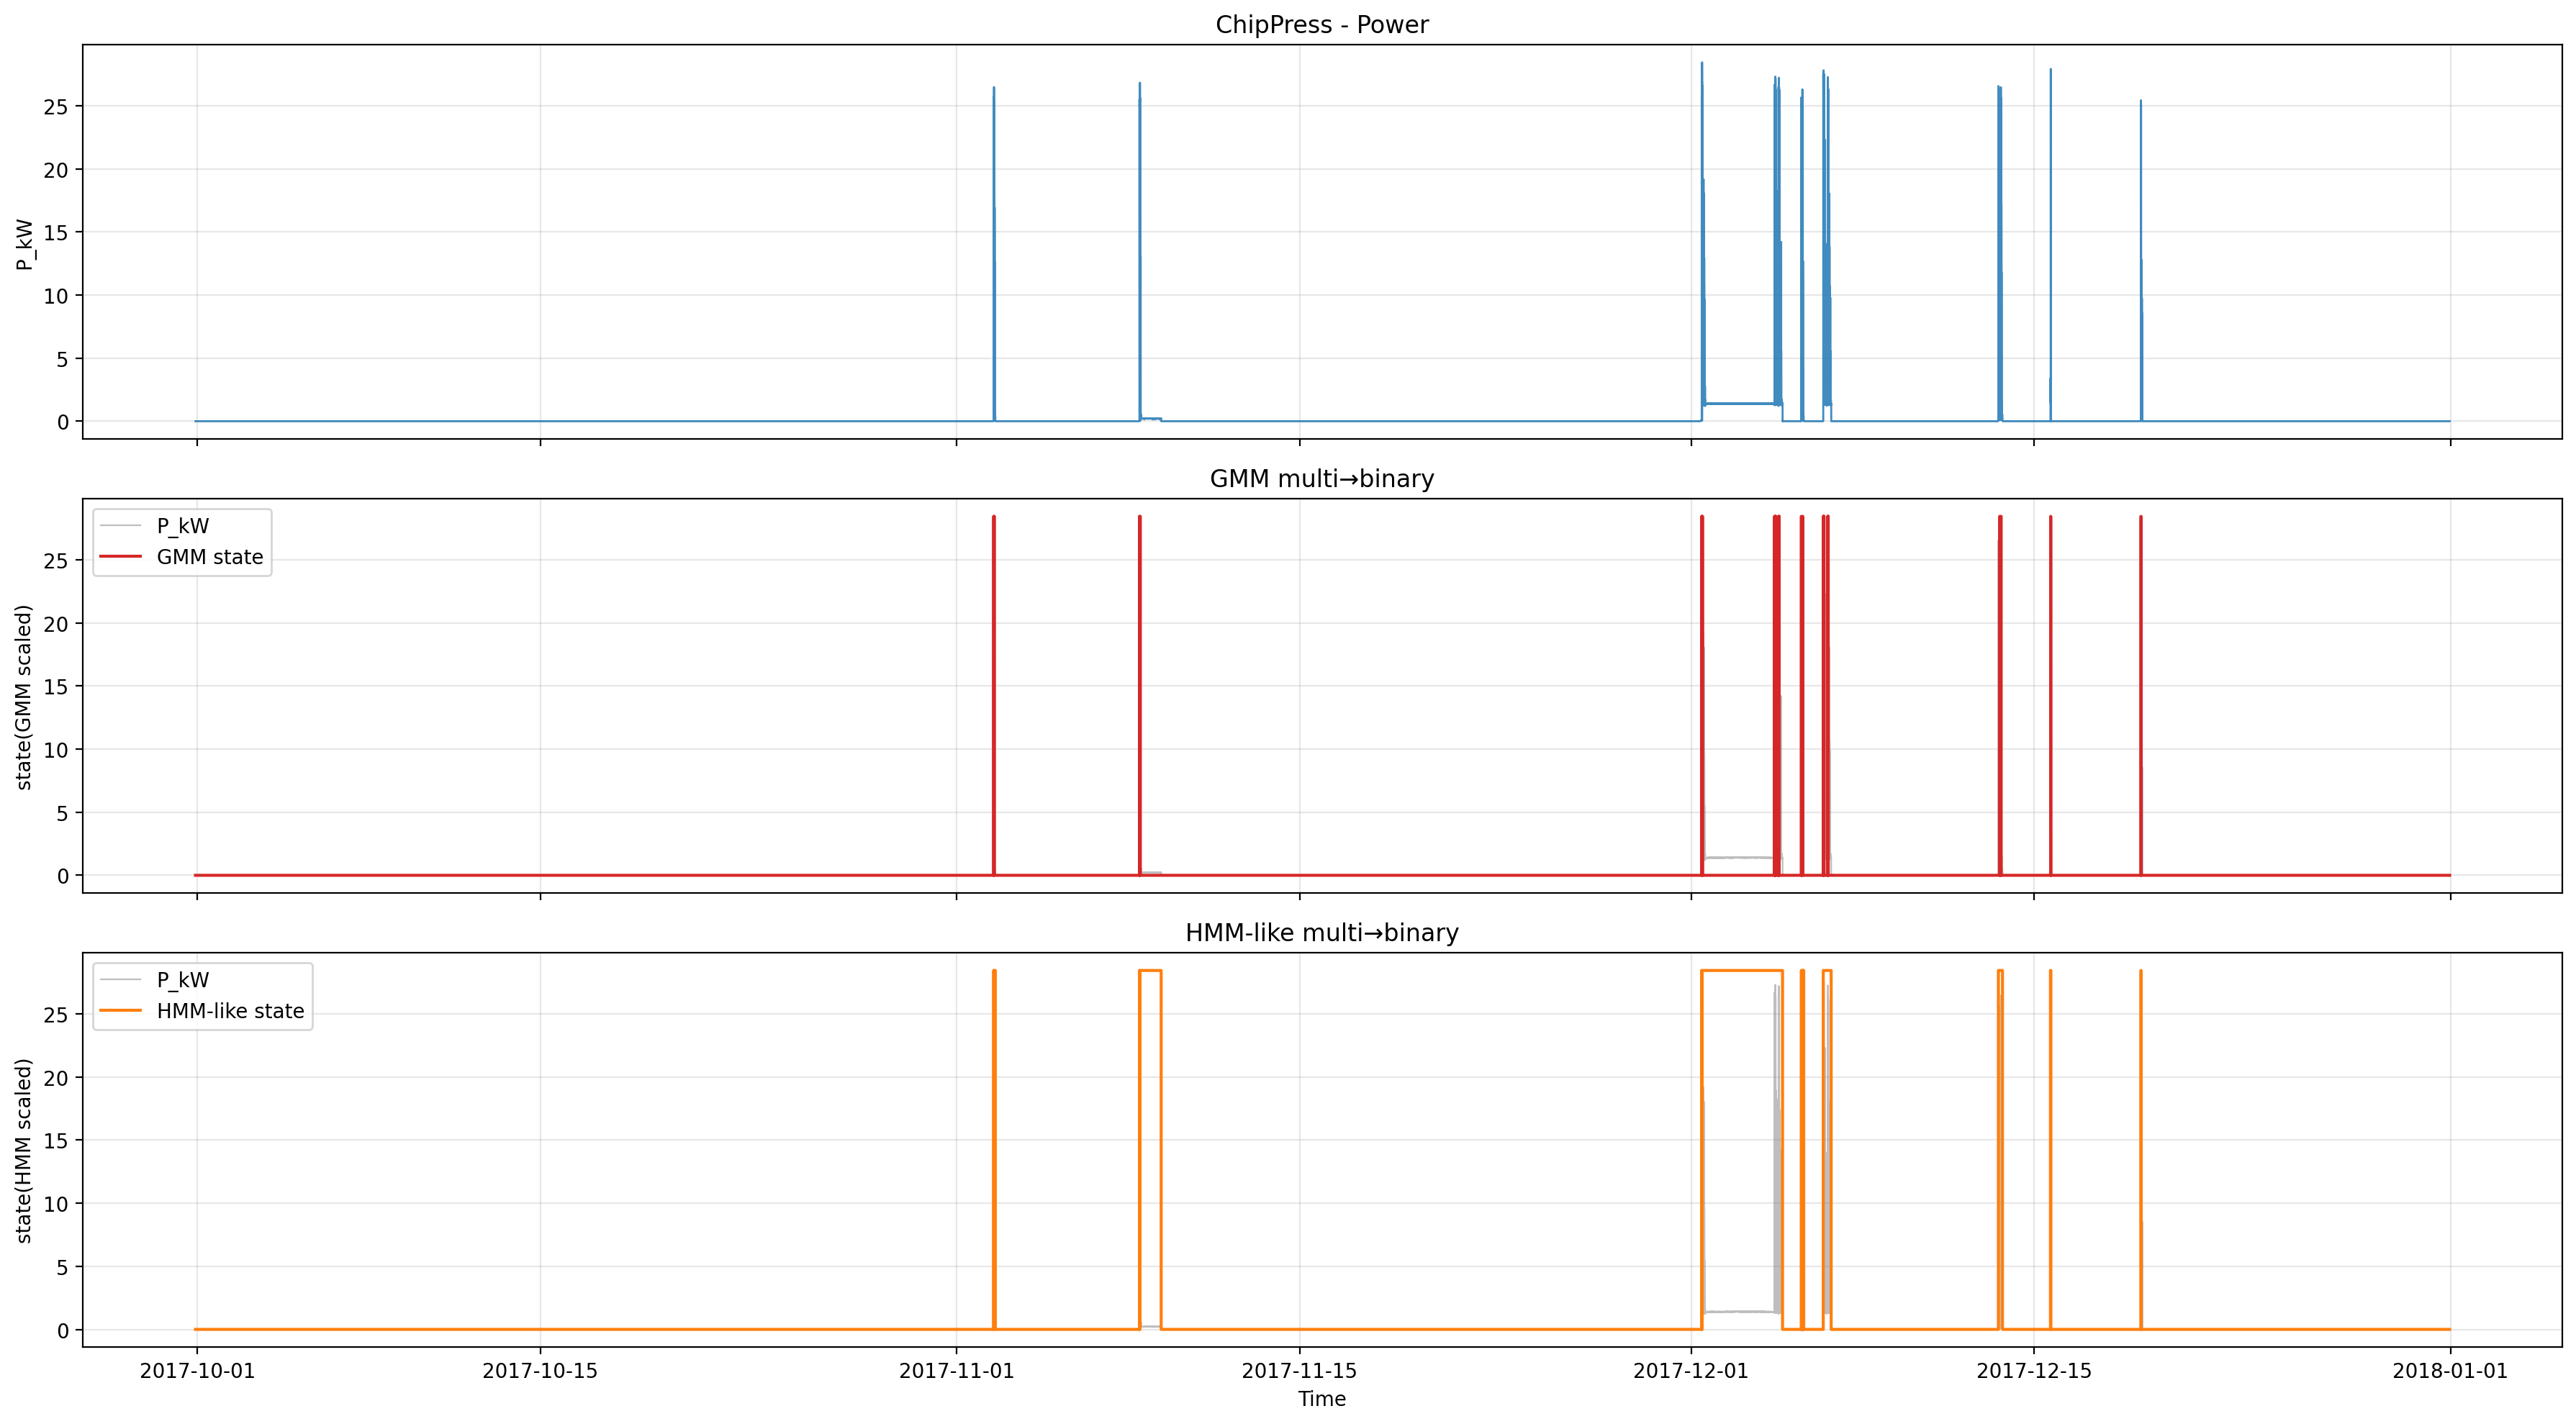 ChipPress - Power
25
20
15
10
5
0
P_kW
GMM multi→binary
P_kW
GMM state
25
20
15
10
5
0
state(GMM scaled)
HMM-like multi→binary
P_kW
HMM-like state
25
20
15
10
5
0
state(HMM scaled)
2017-10-01 2017-10-15 2017-11-01 2017-11-15 2017-12-01 2017-12-15 2018-01-01
Time